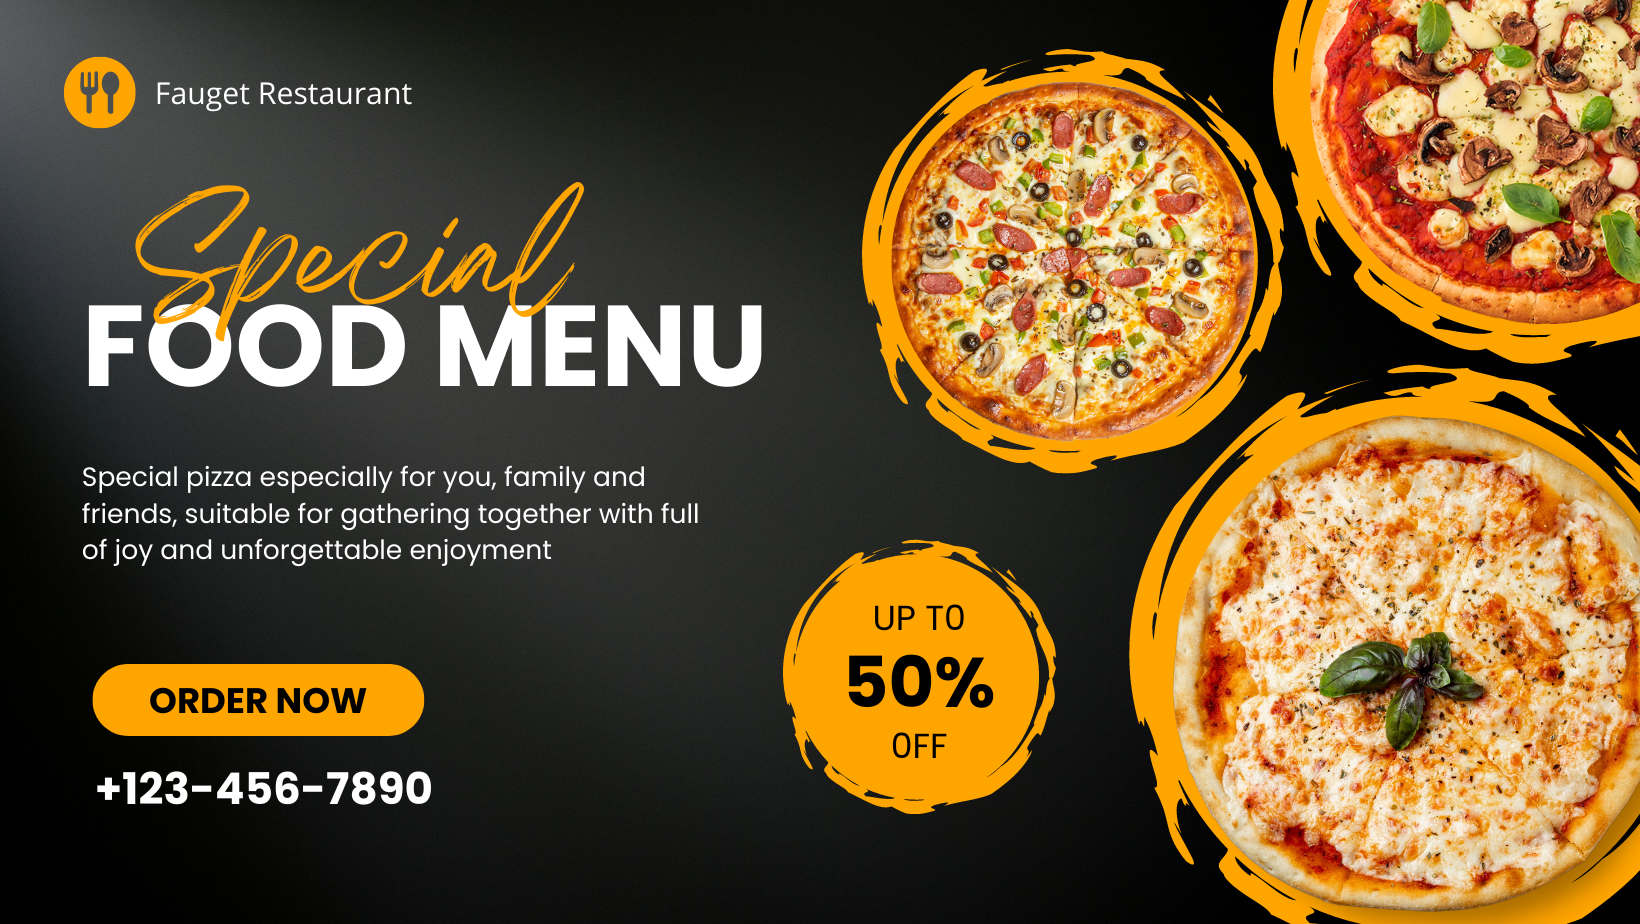 Fauget Restaurant
Special
FOOD MENU
Special pizza especially for you, family and
friends, suitable for gathering together with full
of joy and unforgettable enjoyment
ORDER NOW
+123-456-7890
UP TO
50%
OFF